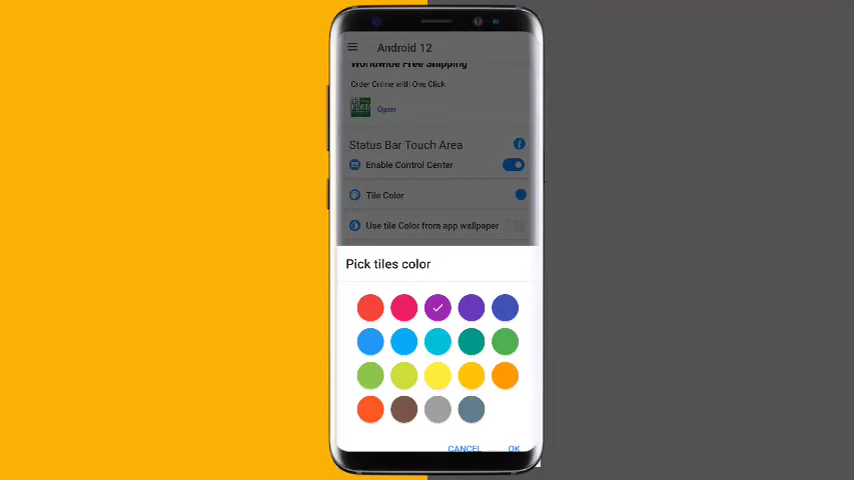 Android 12
Worldwide Free Shipping
Order Online with One Click
Open
Status Bar Touch Area
Enable Control Center
Tile Color
Use tile Color from app wallpaper
Pick tiles color
CANCEL
OK